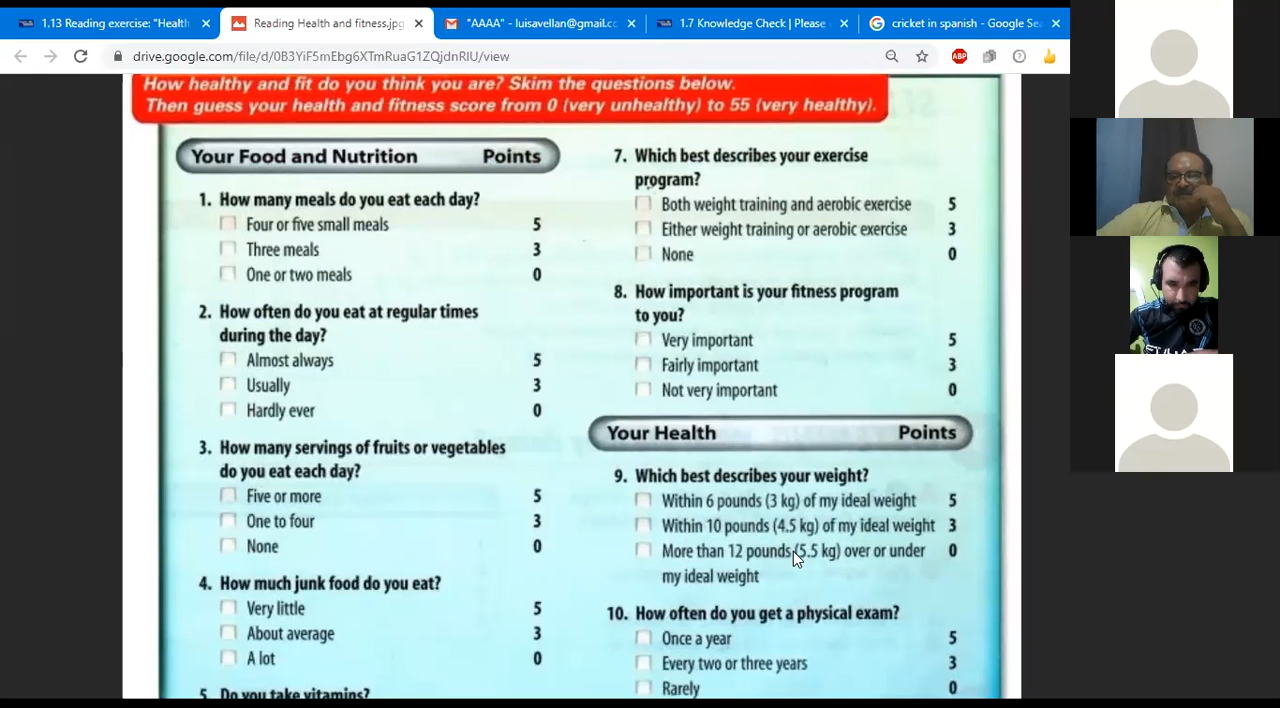 1.13 Reading exercise: "Health
Reading Health and fitness.jpg
"AAAA" - luisavellan@gmail.cc
1.7 Knowledge Check | Please
cricket in spanish - Google Sea
drive.google.com/file/d/0B3YiF5mEbg6XTmRuaG1ZQjdnRlU/view
ABP
How healthy and fit do you think you are? Skim the questions below.
Then guess your health and fitness score from 0 (very unhealthy) to 55 (very healthy).
Your Food and Nutrition Points
1. How many meals do you eat each day?
Four or five small meals 5
Three meals 3
One or two meals 0
2. How often do you eat at regular times
during the day?
Almost always 5
Usually 3
Hardly ever 0
3. How many servings of fruits or vegetables
do you eat each day?
Five or more 5
One to four 3
None 0
4. How much junk food do you eat?
Very little 5
About average 3
A lot 0
5. Do you take vitamins?
7. Which best describes your exercise
program?
Both weight training and aerobic exercise 5
Either weight training or aerobic exercise 3
None 0
8. How important is your fitness program
to you?
Very important 5
Fairly important 3
Not very important 0
Your Health Points
9. Which best describes your weight?
Within 6 pounds (3 kg) of my ideal weight 5
Within 10 pounds (4.5 kg) of my ideal weight 3
More than 12 pounds (5.5 kg) over or under 0
my ideal weight
10. How often do you get a physical exam?
Once a year 5
Every two or three years 3
Rarely 0